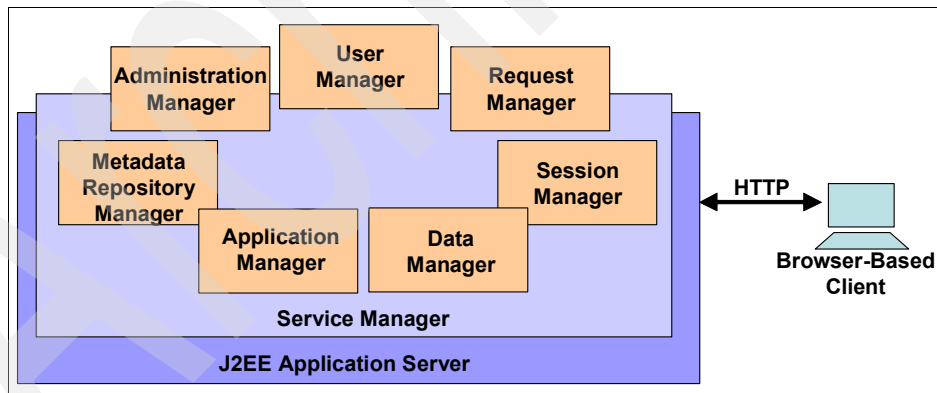 User
Manager
Administration
Manager
Request
Manager
Metadata
Repository
Manager
Session
Manager
Application
Manager
Data
Manager
Service Manager
J2EE Application Server
HTTP
Browser-Based
Client